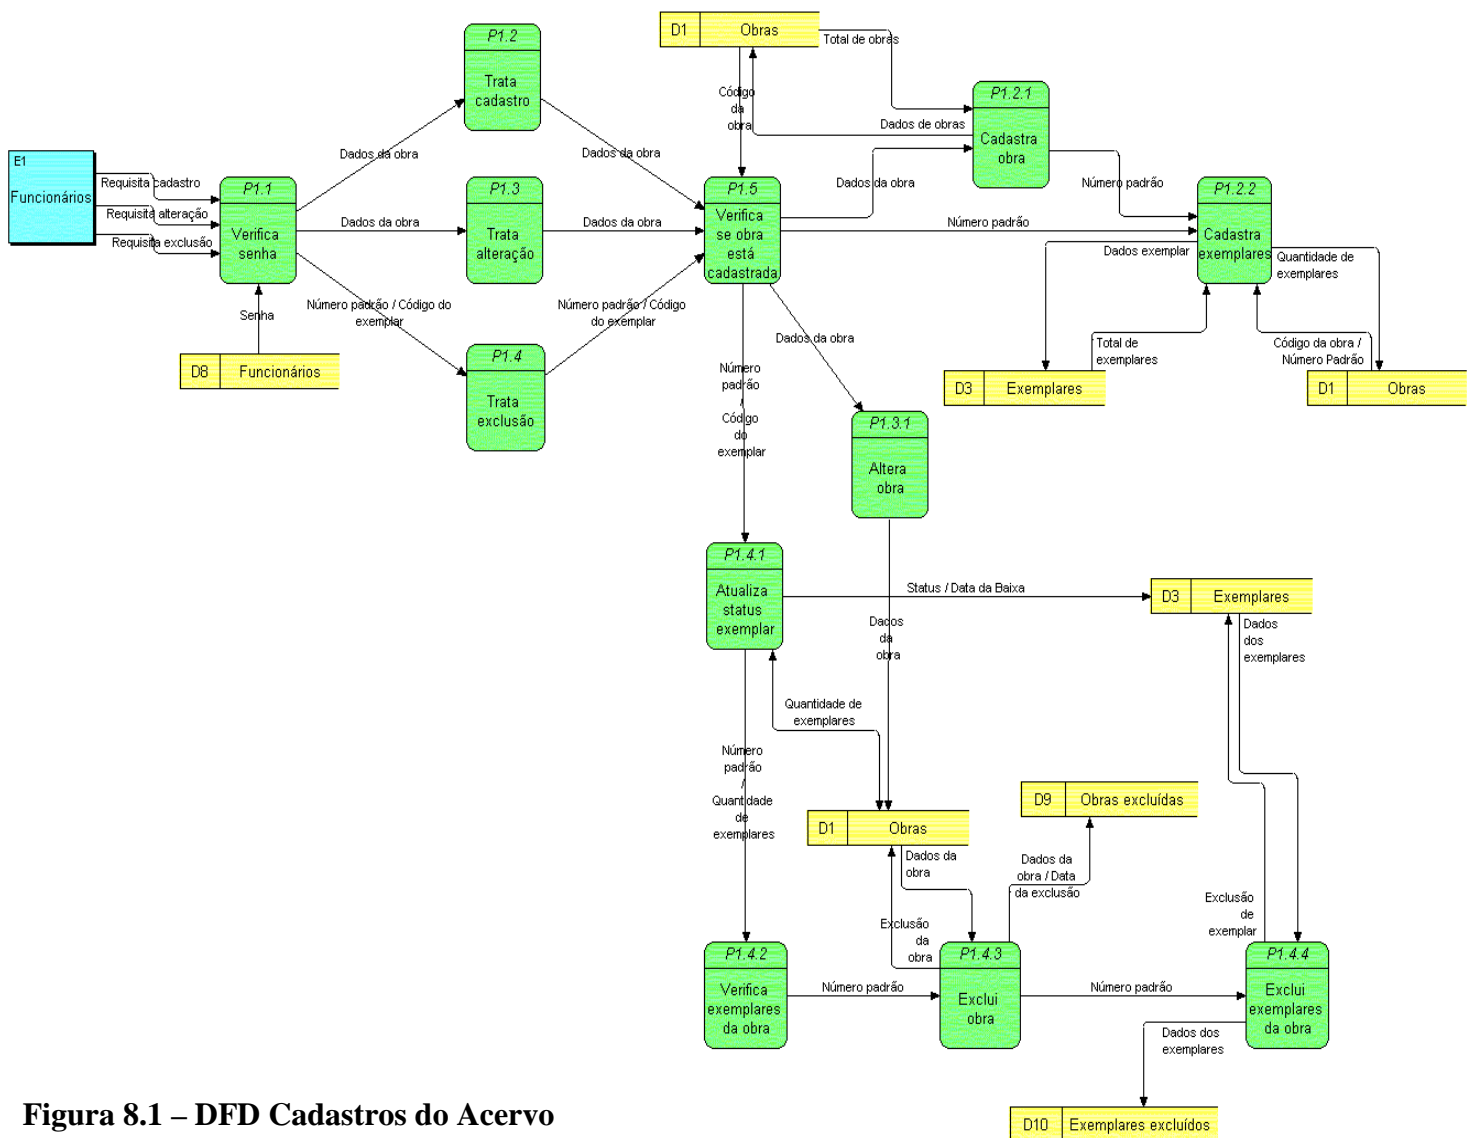 P1.2
Trata
cadastro
D1 Obras
Total de obras
Código
da
obra
P1.2.1
Cadastra
obra
Dados de obras
E1
Funcionários
Requisita cadastro
Requisita alteração
Requisita exclusão
P1.1
Verifica
senha
Dados da obra
Dados da obra
P1.3
Trata
alteração
Dados da obra
Dados da obra
P1.5
Verifica
se obra
está
cadastrada
Dados da obra
Número padrão
Número padrão
P1.2.2
Cadastra
exemplares
Dados exemplar
Quantidade de
exemplares
Senha
D8 Funcionários
Número padrão / Código do
exemplar
Número padrão / Código
do exemplar
P1.4
Trata
exclusão
Dados da obra
Número
padrão
/
Código
do
exemplar
Total de
exemplares
Código da obra /
Número Padrão
D3 Exemplares
D1 Obras
P1.3.1
Altera
obra
P1.4.1
Atualiza
status
exemplar
Status / Data da Baixa
D3 Exemplares
Dados
da
obra
Dados
dos
exemplares
Quantidade de
exemplares
Número
padrão
/
Quantidade
de
exemplares
D9 Obras excluídas
D1 Obras
Dados da
obra
Dados da
obra / Data
da exclusão
Exclusão
da
obra
Exclusão
de
exemplar
P1.4.2
Verifica
exemplares
da obra
Número padrão
P1.4.3
Exclui
obra
Número padrão
P1.4.4
Exclui
exemplares
da obra
Dados dos
exemplares
D10 Exemplares excluídos
Figura 8.1 – DFD Cadastros do Acervo